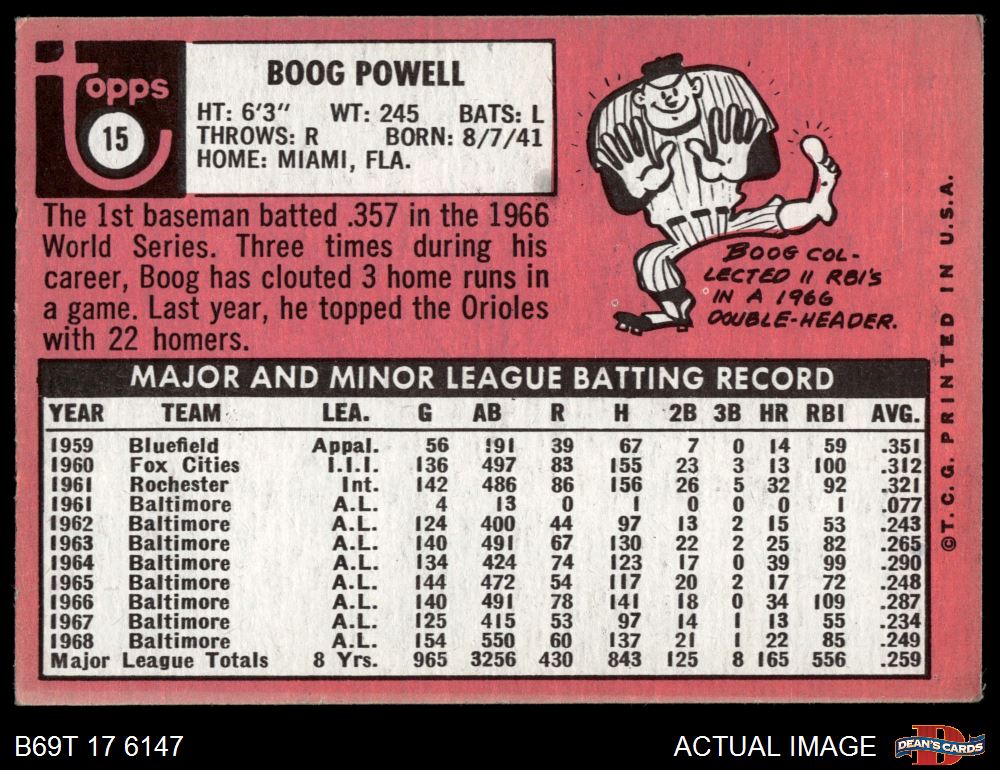 topps
15
BOOG POWELL
HT: 6'3" WT: 245 BATS: L
THROWS: R BORN: 8/7/41
HOME: MIAMI, FLA.
The 1st baseman batted .357 in the 1966
World Series. Three times during his
career, Boog has clouted 3 home runs in
a game. Last year, he topped the Orioles
with 22 homers.
BOOG COL-
LECTED 11 RBI'S
IN A 1966
DOUBLE-HEADER.
©T.C.G. PRINTED IN U.S.A.
MAJOR AND MINOR LEAGUE BATTING RECORD
YEAR TEAM LEA. G AB R H 2B 3B HR RBI AVG.
1959 Bluefield Appal. 56 191 39 67 7 0 14 59 .351
1960 Fox Cities I.I.I. 136 497 83 155 23 3 13 100 .312
1961 Rochester Int. 142 486 86 156 26 5 32 92 .321
1961 Baltimore A.L. 4 13 0 1 0 0 0 1 .077
1962 Baltimore A.L. 124 400 44 97 13 2 15 53 .243
1963 Baltimore A.L. 140 491 67 130 22 2 25 82 .265
1964 Baltimore A.L. 134 424 74 123 17 0 39 99 .290
1965 Baltimore A.L. 144 472 54 117 20 2 17 72 .248
1966 Baltimore A.L. 140 491 78 141 18 0 34 109 .287
1967 Baltimore A.L. 125 415 53 97 14 1 13 55 .234
1968 Baltimore A.L. 154 550 60 137 21 1 22 85 .249
Major League Totals 8 Yrs. 965 3256 430 843 125 8 165 556 .259
B69T 17 6147
ACTUAL IMAGE
D
DEAN'S CARDS